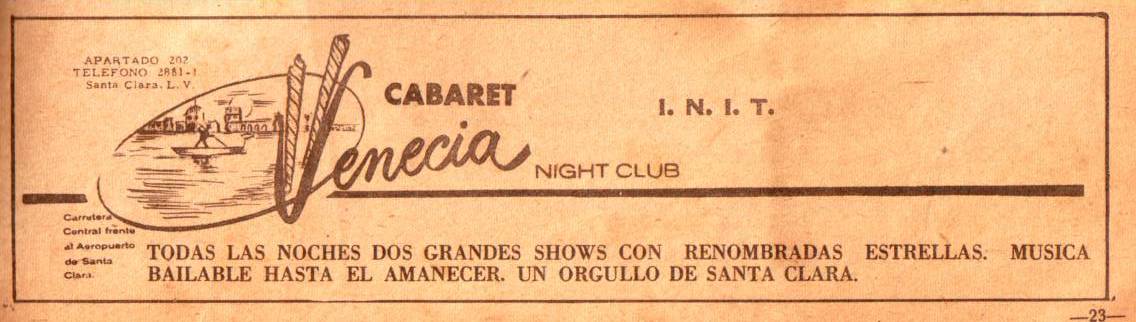 APARTADO 202
TELEFONO 2881-1
Santa Clara. L. V.
CABARET
Venecia
NIGHT CLUB
I. N. I. T.
Carretera
Central frente
al Aeropuerto
de Santa
Clara.
TODAS LAS NOCHES DOS GRANDES SHOWS CON RENOMBRADAS ESTRELLAS. MUSICA
BAILABLE HASTA EL AMANECER. UN ORGULLO DE SANTA CLARA.
—23—